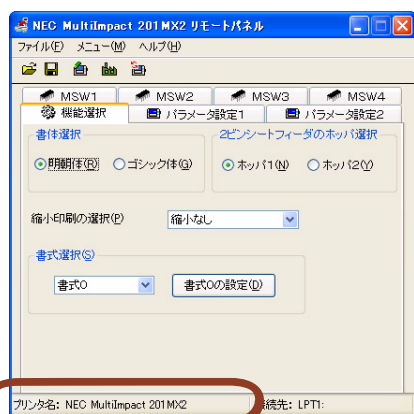 NEC MultiImpact 201MX2 リモートパネル
ファイル(F) メニュー(M) ヘルプ(H)
MSW1 MSW2 MSW3 MSW4
機能選択 パラメータ設定1 パラメータ設定2
書体選択 2ビンシートフィーダのホッパ選択
明朝体(R) ゴシック体(G) ホッパ1(N) ホッパ2(Y)
縮小印刷の選択(P) 縮小なし
書式選択(S)
書式0 書式0の設定(D)
プリンタ名: NEC MultiImpact 201MX2 接続先: LPT1: